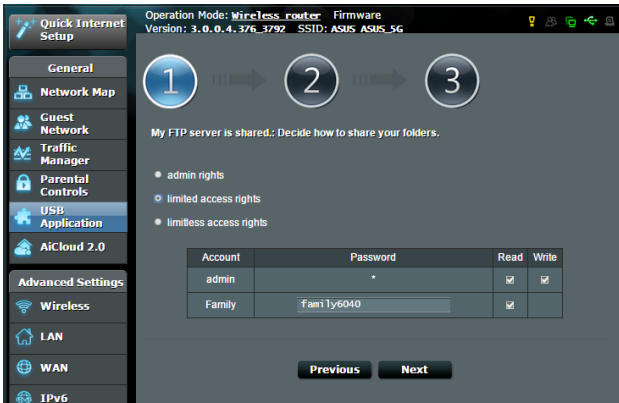 Quick Internet
Setup
Operation Mode: Wireless router Firmware
Version: 3.0.0.4.376_3792 SSID: ASUS ASUS_5G
General
Network Map
Guest
Network
Traffic
Manager
Parental
Controls
USB
Application
AiCloud 2.0
Advanced Settings
Wireless
LAN
WAN
IPv6
1 2 3
My FTP server is shared.: Decide how to share your folders.
admin rights
limited access rights
limitless access rights
Account Password Read Write
admin *
Family family6040
Previous Next